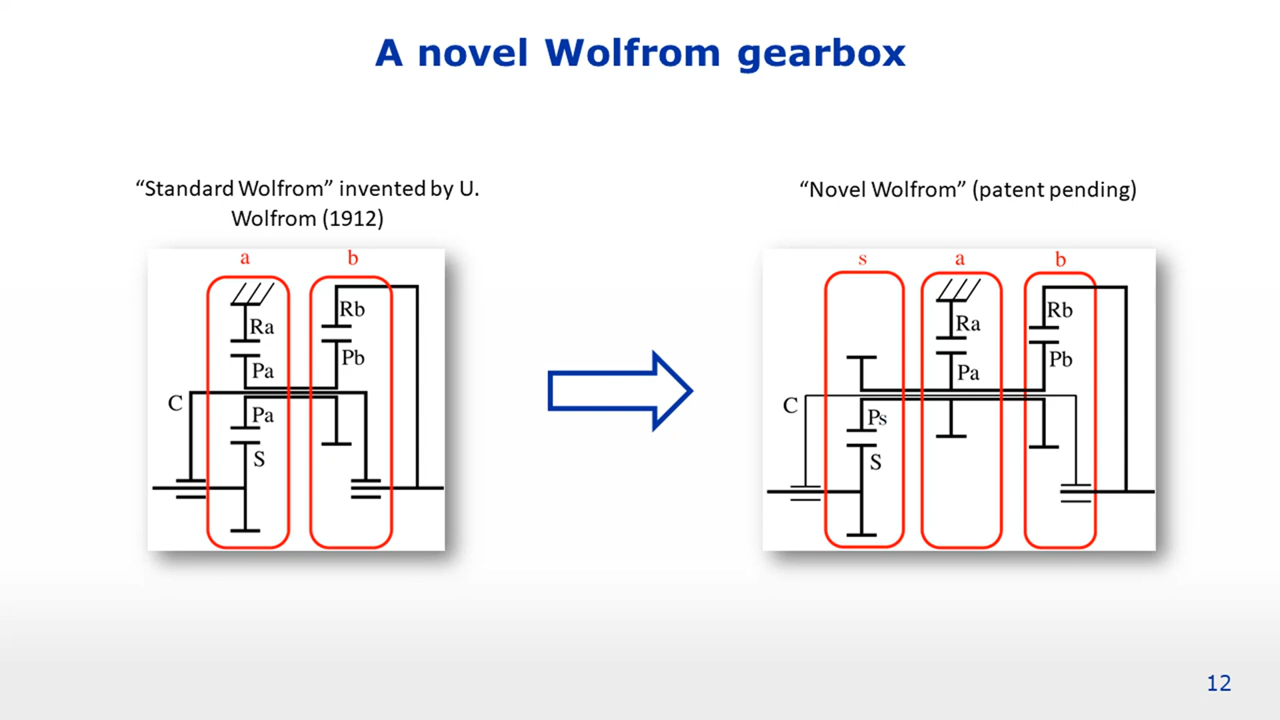 A novel Wolfrom gearbox
“Standard Wolfrom” invented by U.
Wolfrom (1912)
a
b
Ra
Rb
Pa
Pb
C
Pa
S
“Novel Wolfrom” (patent pending)
s
a
b
Ra
Rb
Pa
Pb
C
Ps
S
12